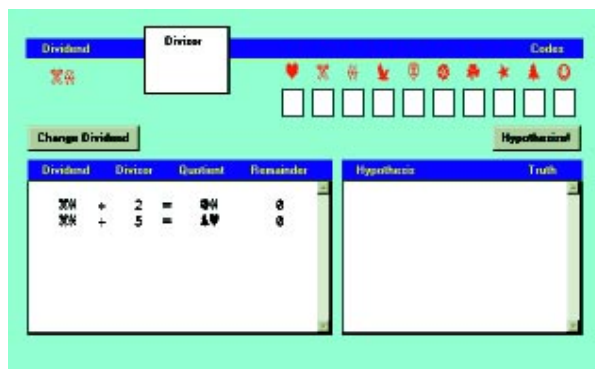 Divisor
Dividend Codes
Change Dividend Hypothesize!
Dividend Divisor Quotient Remainder
÷ 2 = 0
÷ 5 = 0
Hypothesis Truth